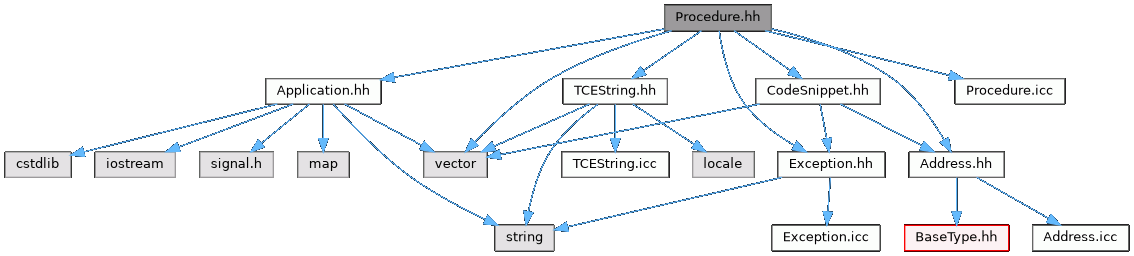 Procedure.hh
Application.hh
TCEString.hh
CodeSnippet.hh
Procedure.icc
cstdlib
iostream
signal.h
map
vector
TCEString.icc
locale
Exception.hh
Address.hh
string
Exception.icc
BaseType.hh
Address.icc